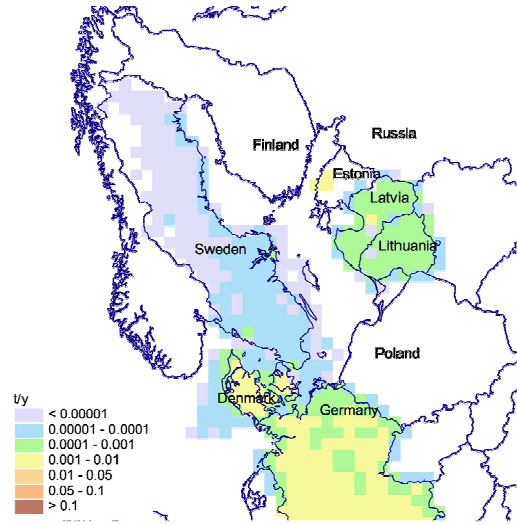 Finland
Russia
Estonia
Latvia
Sweden
Lithuania
Poland
Denmark
Germany
t/y
< 0.00001
0.00001 - 0.0001
0.0001 - 0.001
0.001 - 0.01
0.01 - 0.05
0.05 - 0.1
> 0.1